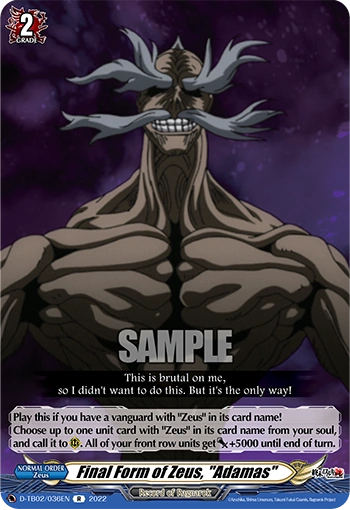 2
GRADE
SAMPLE
This is brutal on me,
so I didn't want to do this. But it's the only way!
Play this if you have a vanguard with "Zeus" in its card name!
Choose up to one unit card with "Zeus" in its card name from your soul,
and call it to . All of your front row units get +5000 until end of turn.
NORMAL ORDER
Zeus
Final Form of Zeus, "Adamas"
D-TB02/036EN R 2022
Record of Ragnarok